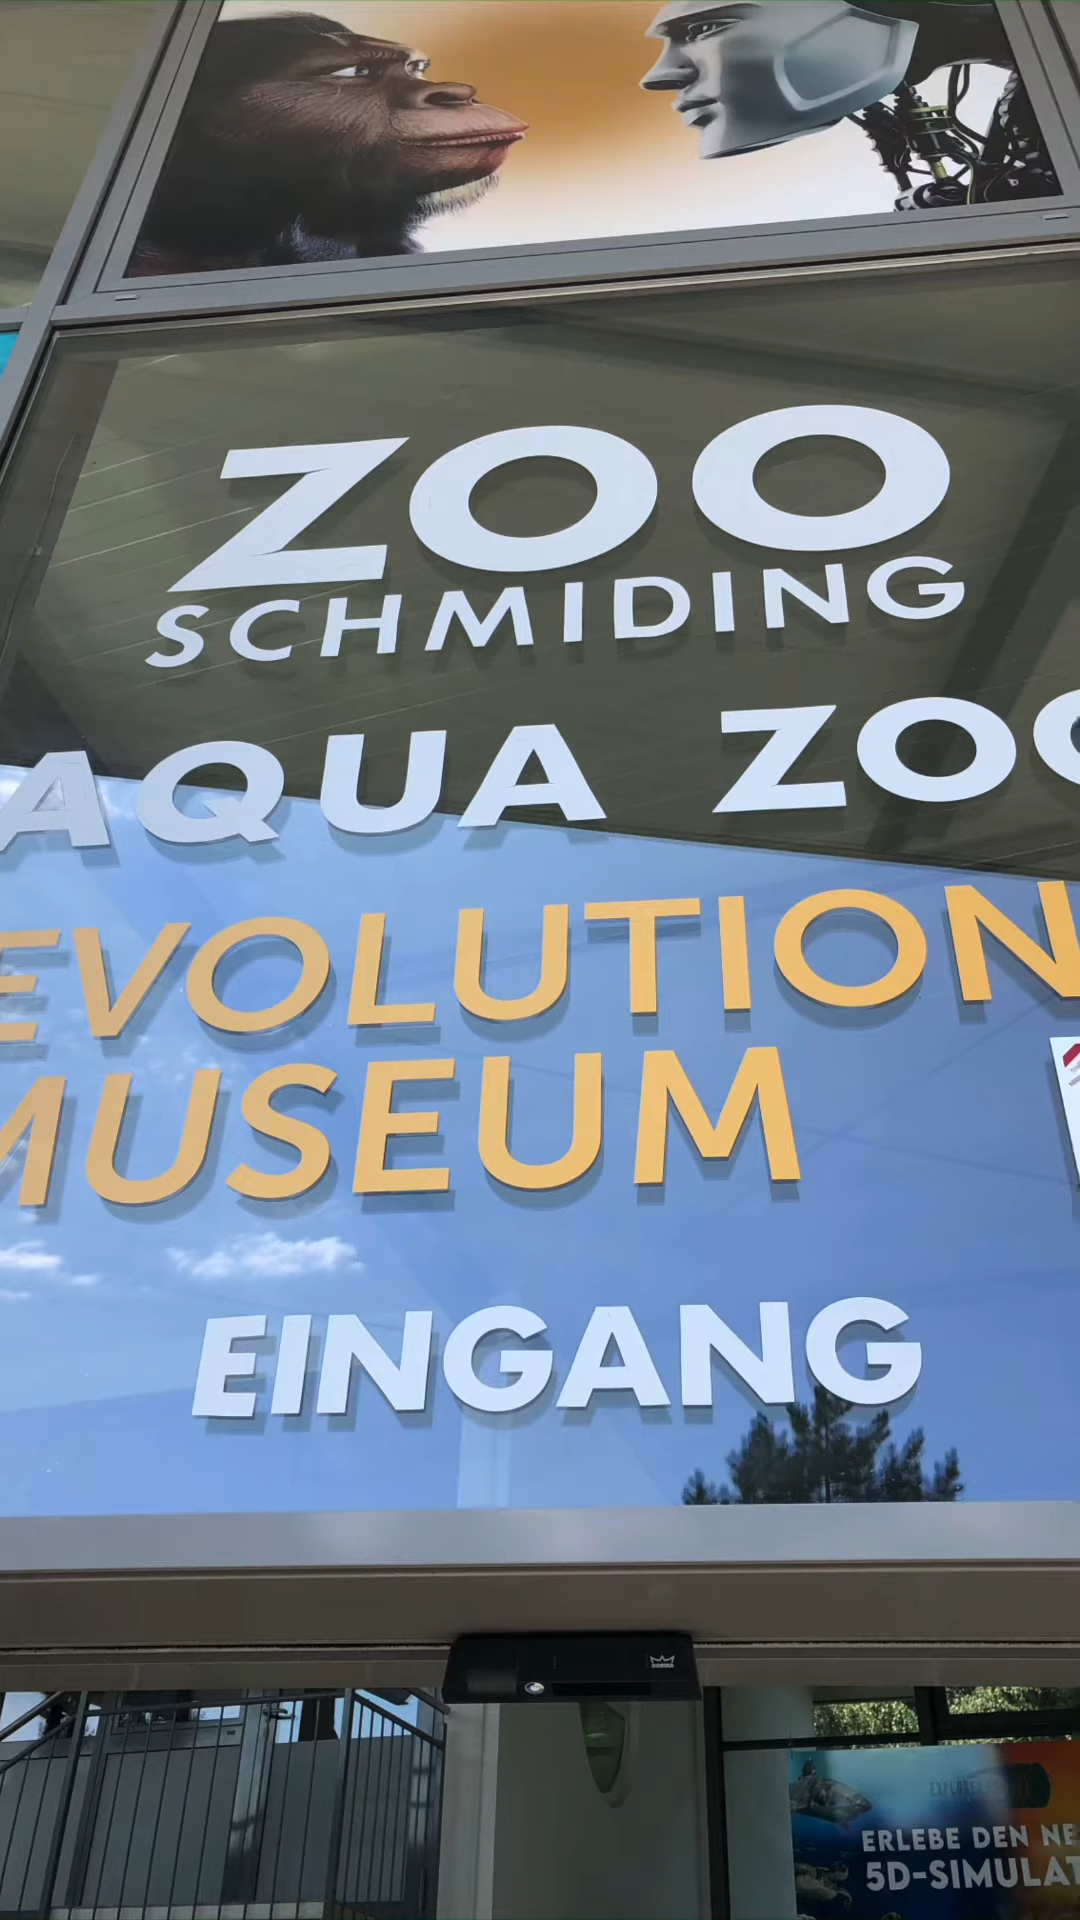 ZOO
SCHMIDING
AQUA ZOO
EVOLUTION
MUSEUM
EINGANG
ERLEBE DEN NE
5D-SIMULAT